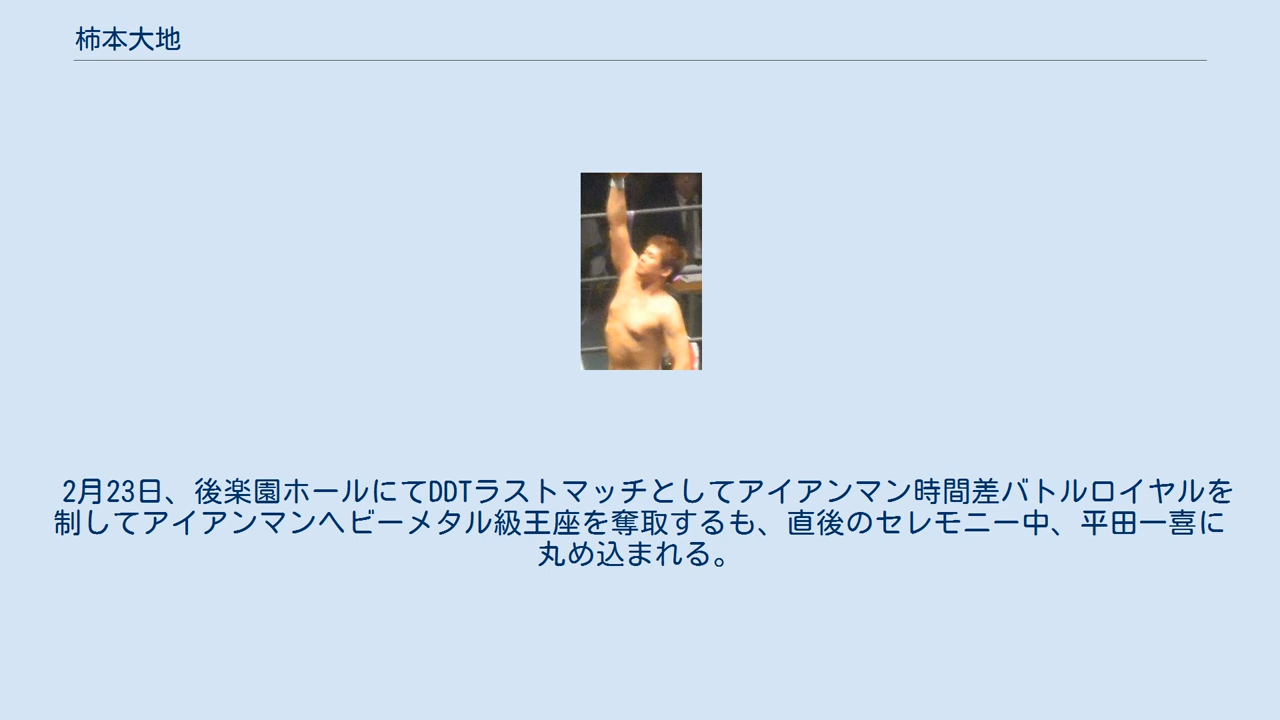 柿本大地
2月23日、後楽園ホールにてDDTラストマッチとしてアイアンマン時間差バトルロイヤルを
制してアイアンマンヘビーメタル級王座を奪取するも、直後のセレモニー中、平田一喜に
丸め込まれる。